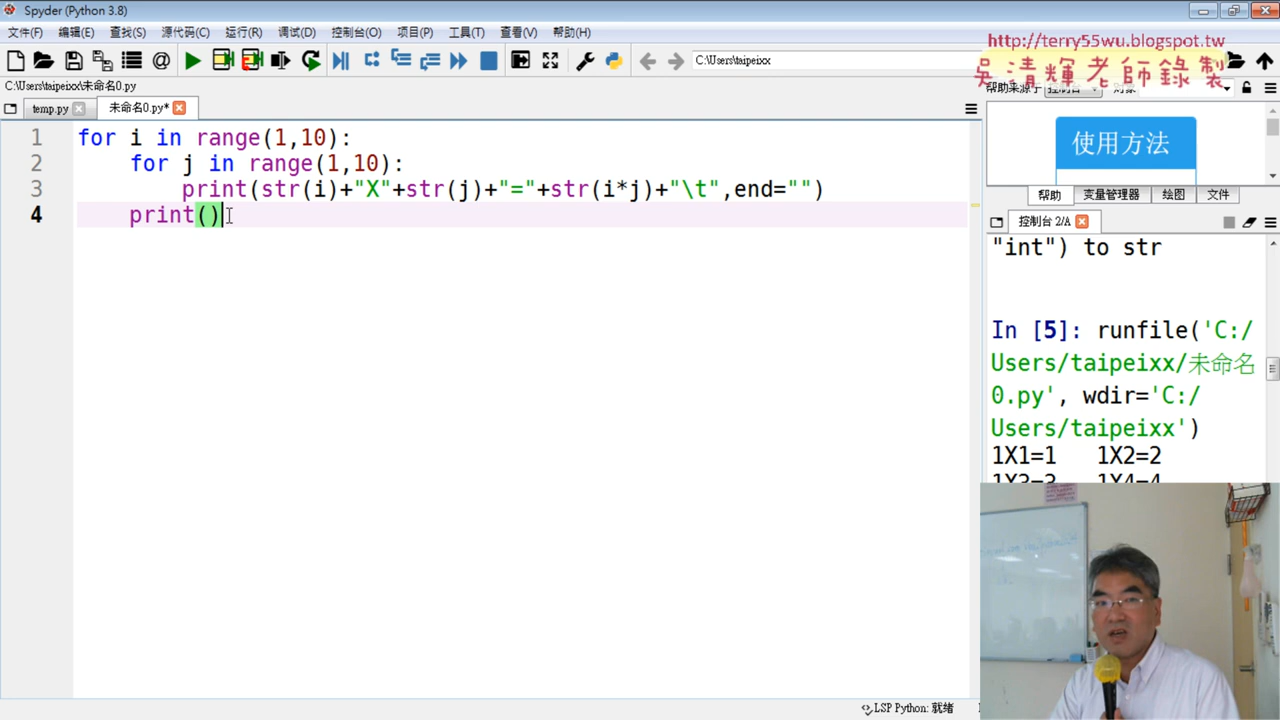 Spyder (Python 3.8)
文件(F) 编辑(E) 查找(S) 源代码(C) 运行(R) 调试(D) 控制台(O) 项目(P) 工具(T) 查看(V) 帮助(H)
http://terry55wu.blogspot.tw
吳清輝老師錄製
C:\Users\taipeixx
C:\Users\taipeixx\未命名0.py
帮助来源于 控制台 对象
temp.py 未命名0.py*
1 for i in range(1,10):
2 for j in range(1,10):
3 print(str(i)+"X"+str(j)+"="+str(i*j)+"\t",end="")
4 print()
使用方法
帮助 变量管理器 绘图 文件
控制台 2/A
"int") to str
In [5]: runfile('C:/
Users/taipeixx/未命名
0.py', wdir='C:/
Users/taipeixx')
1X1=1 1X2=2
1X3=3 1X4=4
LSP Python: 就绪